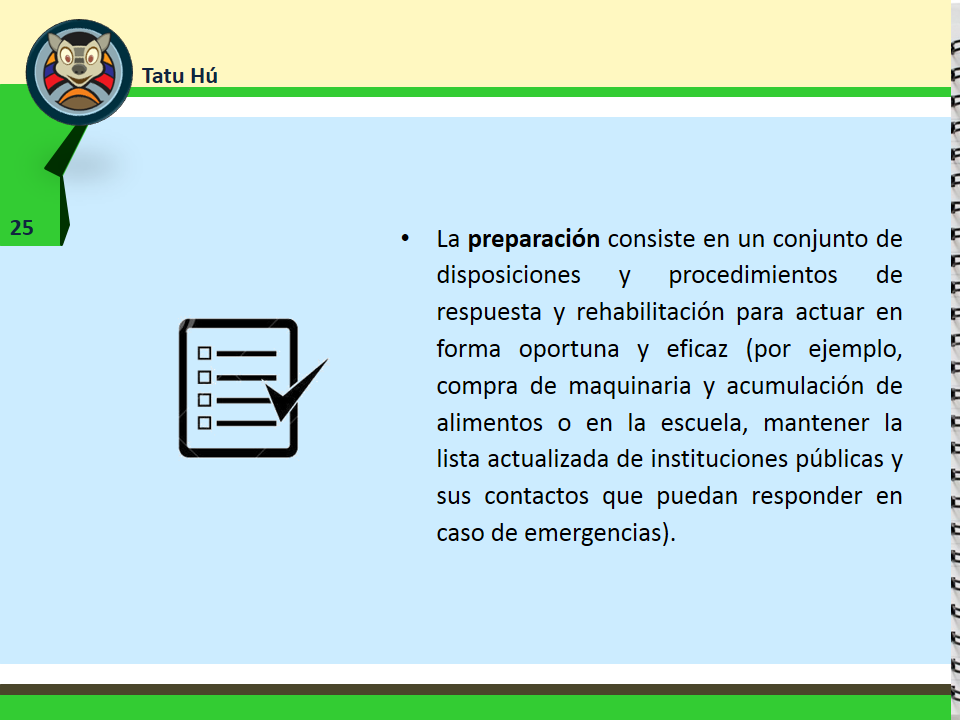 Tatu Hú
25
• La preparación consiste en un conjunto de
disposiciones y procedimientos de
respuesta y rehabilitación para actuar en
forma oportuna y eficaz (por ejemplo,
compra de maquinaria y acumulación de
alimentos o en la escuela, mantener la
lista actualizada de instituciones públicas y
sus contactos que puedan responder en
caso de emergencias).